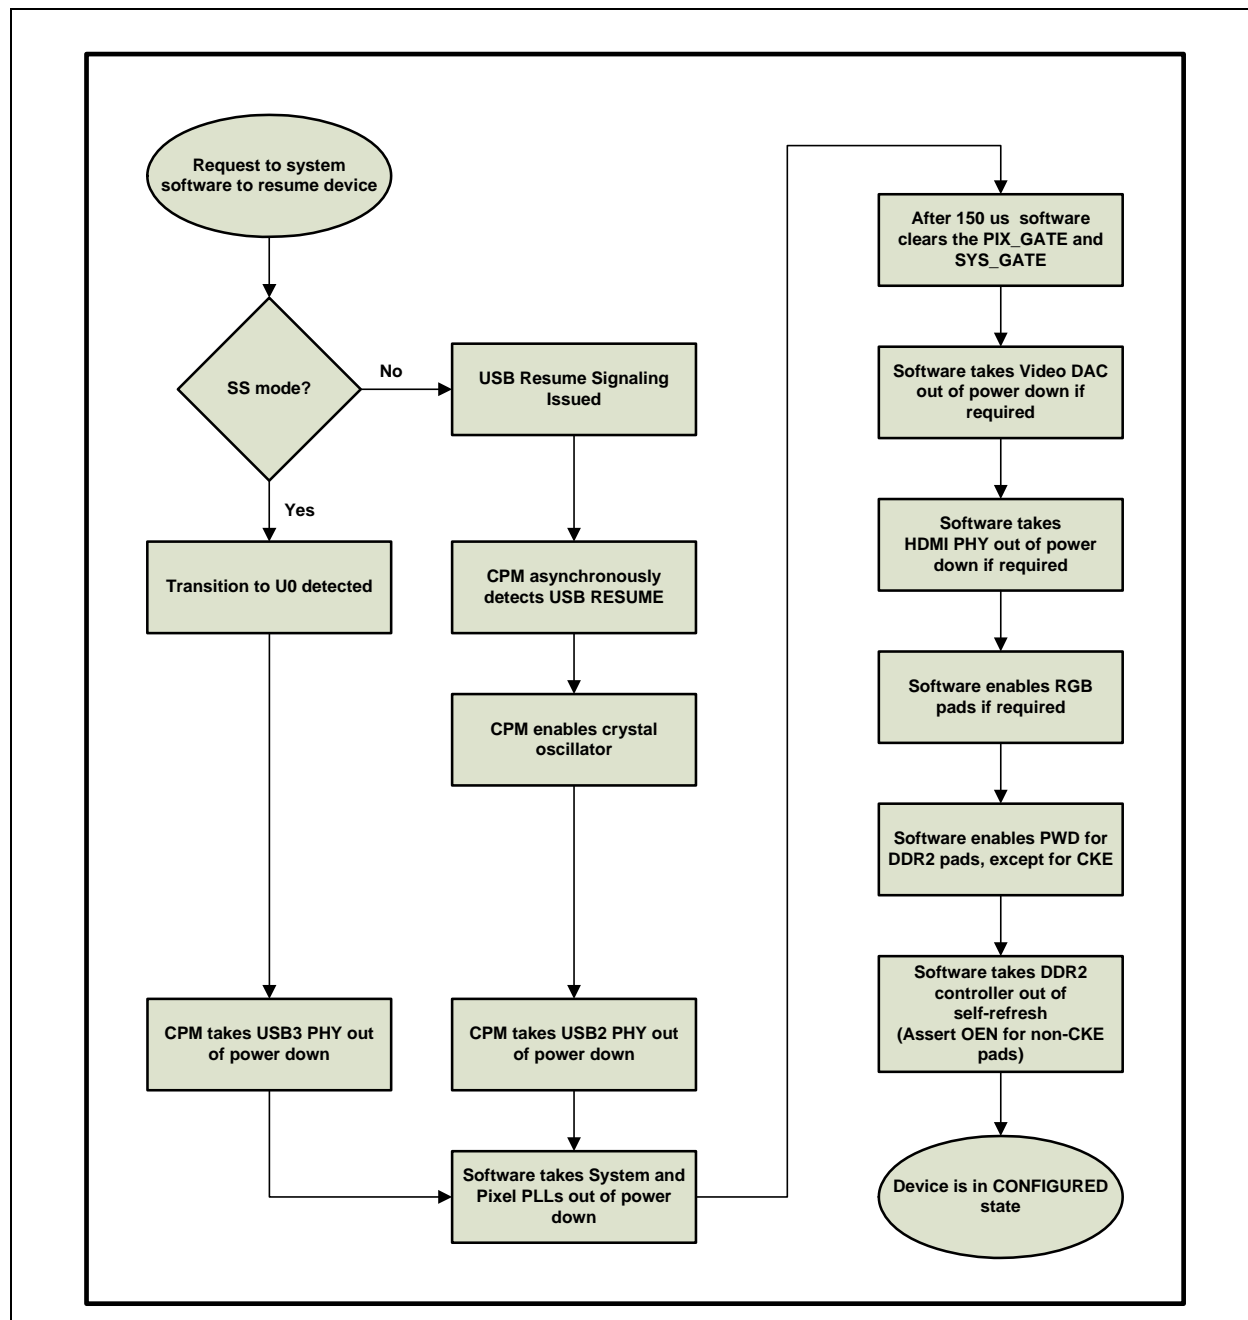 Request to system
software to resume device
SS mode?
No
Yes
USB Resume Signaling
Issued
Transition to U0 detected
CPM asynchronously
detects USB RESUME
CPM enables crystal
oscillator
CPM takes USB3 PHY out
of power down
CPM takes USB2 PHY out
of power down
Software takes System and
Pixel PLLs out of power
down
After 150 us software
clears the PIX_GATE and
SYS_GATE
Software takes Video DAC
out of power down if
required
Software takes
HDMI PHY out of power
down if required
Software enables RGB
pads if required
Software enables PWD for
DDR2 pads, except for CKE
Software takes DDR2
controller out of
self-refresh
(Assert OEN for non-CKE
pads)
Device is in CONFIGURED
state